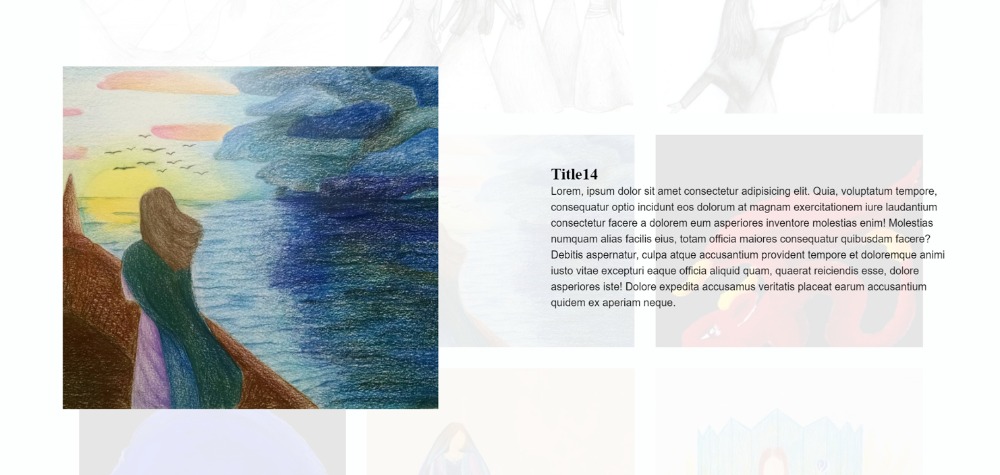 Title14
Lorem, ipsum dolor sit amet consectetur adipisicing elit. Quia, voluptatum tempore,
consequatur optio incidunt eos dolorum at magnam exercitationem iure laudantium
consectetur facere a dolorem eum asperiores inventore molestias enim! Molestias
numquam alias facilis eius, totam officia maiores consequatur quibusdam facere?
Debitis aspernatur, culpa atque accusantium provident tempore et doloremque animi
iusto vitae excepturi eaque officia aliquid quam, quaerat reiciendis esse, dolore
asperiores iste! Dolore expedita accusamus veritatis placeat earum accusantium
quidem ex aperiam neque.